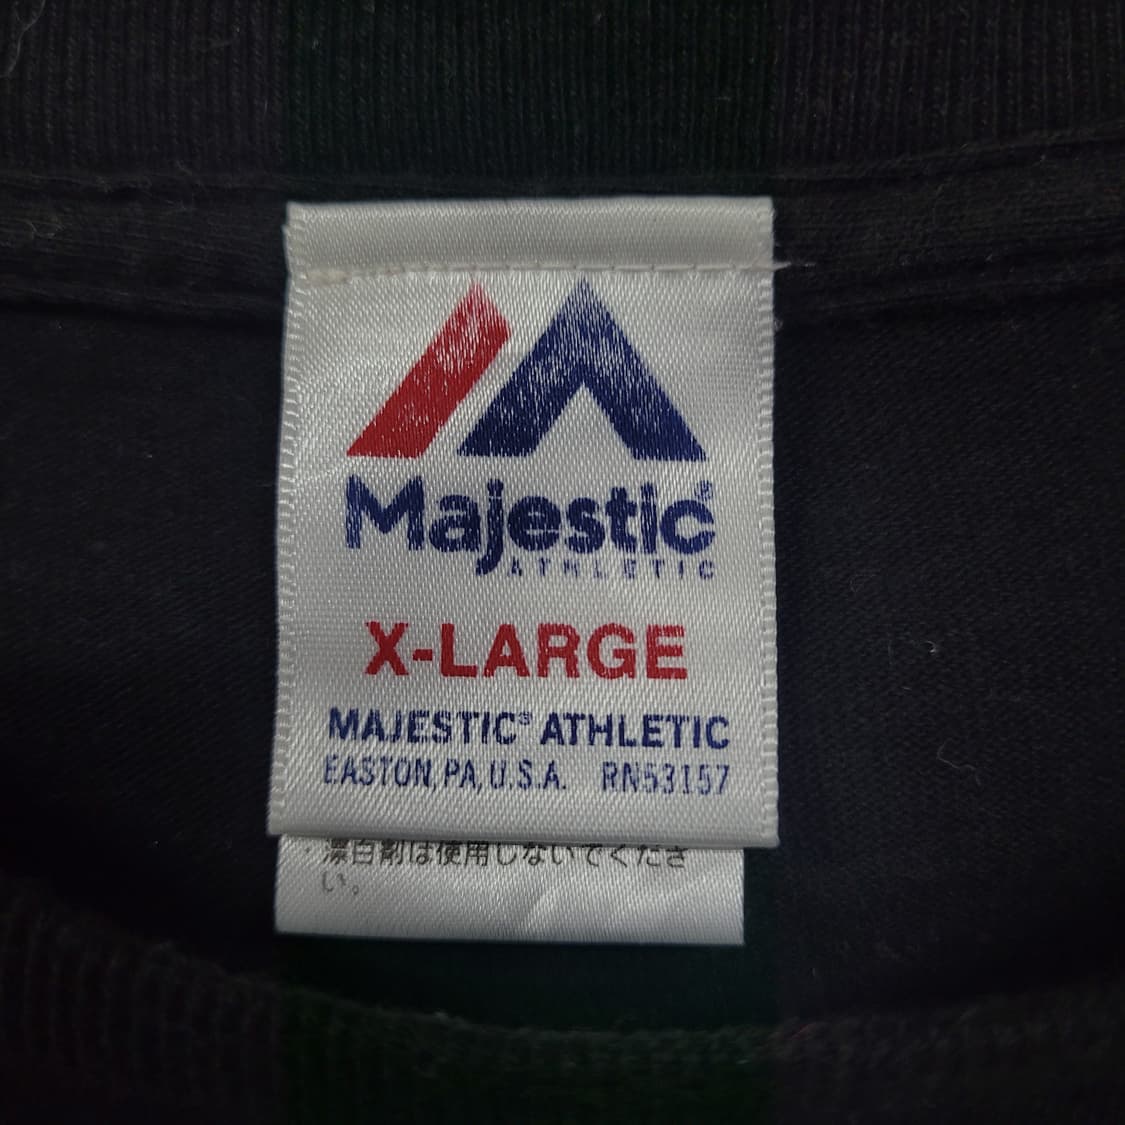 Majestic®
ATHLETIC
X-LARGE
MAJESTIC® ATHLETIC
EASTON, PA, U.S.A. RN53157
漂白剤は使用しないでくださ
い。